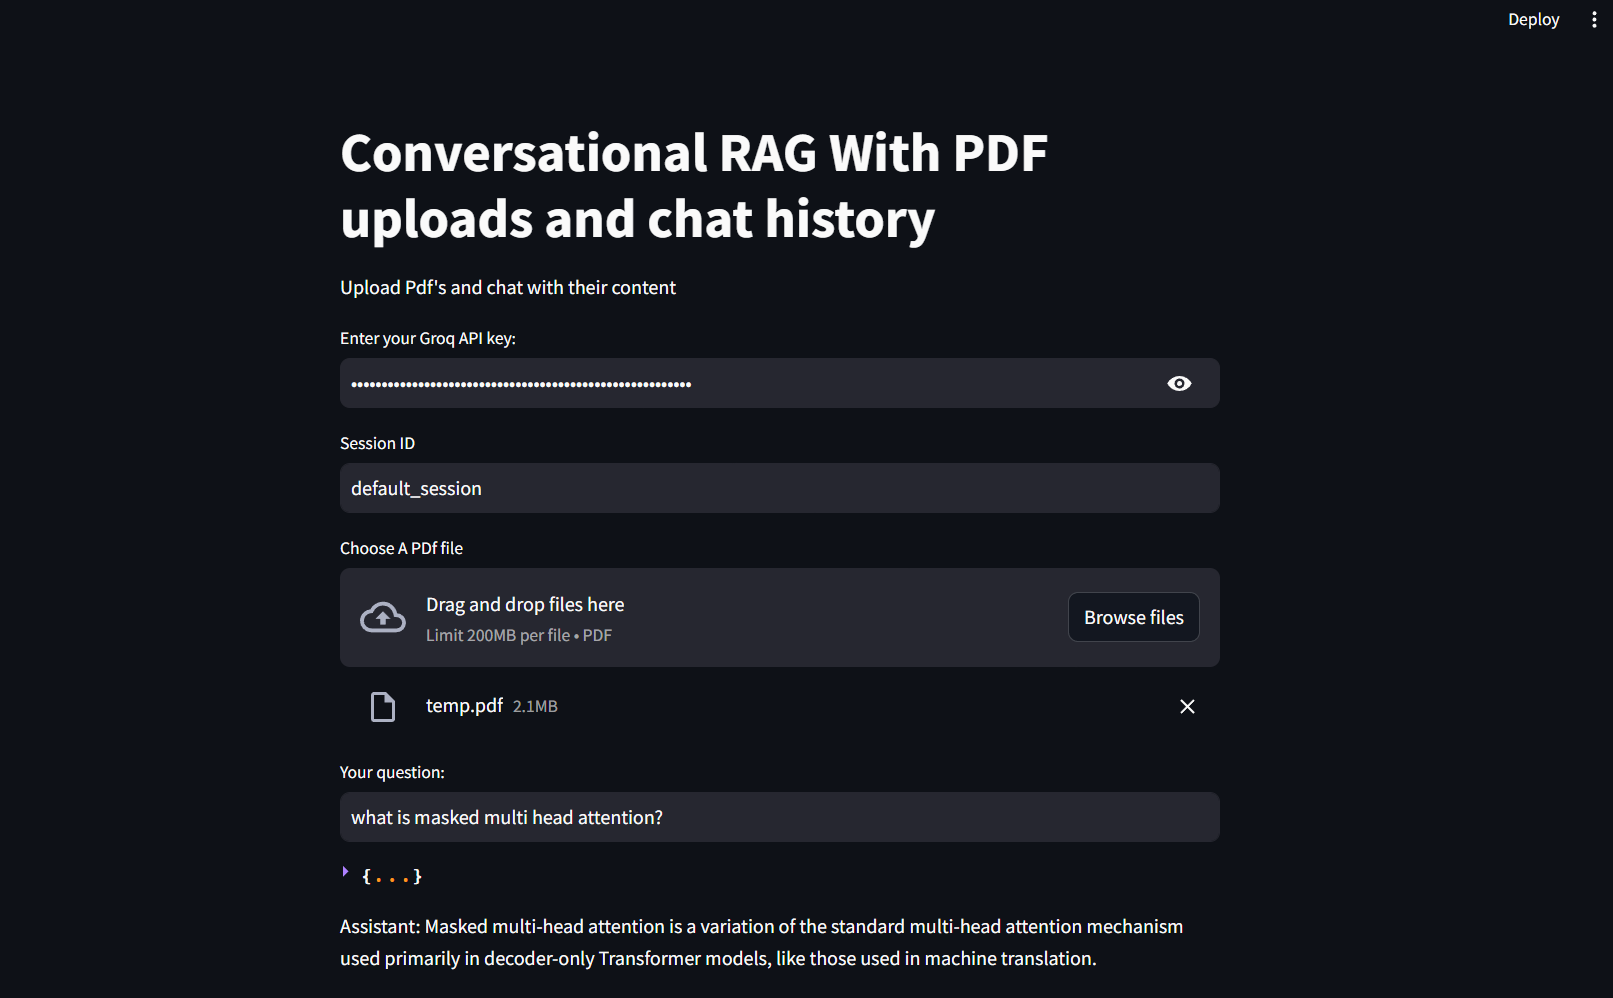 Deploy
Conversational RAG With PDF
uploads and chat history
Upload Pdf's and chat with their content
Enter your Groq API key:
••••••••••••••••••••••••••••••••••••••••••••••••••••••••
Session ID
default_session
Choose A PDf file
Drag and drop files here
Limit 200MB per file • PDF
Browse files
temp.pdf 2.1MB
Your question:
what is masked multi head attention?
{...}
Assistant: Masked multi-head attention is a variation of the standard multi-head attention mechanism
used primarily in decoder-only Transformer models, like those used in machine translation.